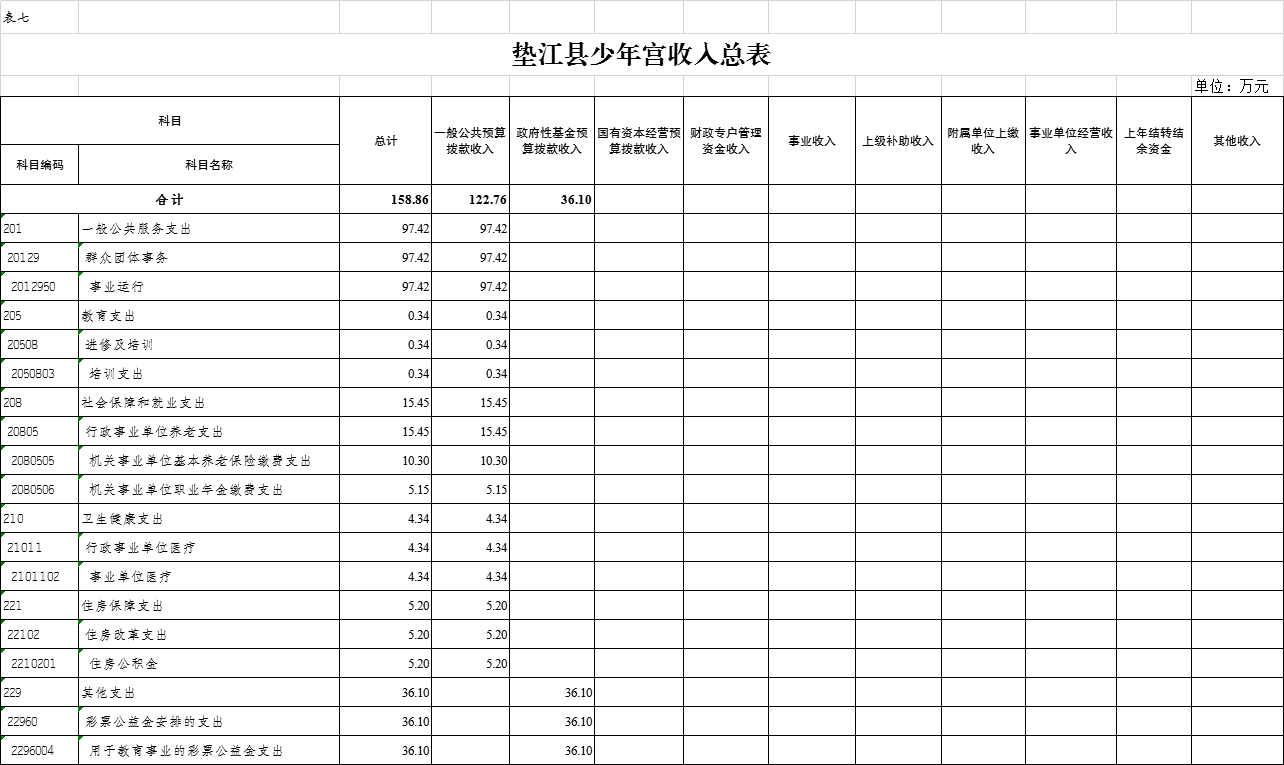 表七
垫江县少年宫收入总表
单位：万元
科目 总计 一般公共预算拨款收入 政府性基金预算拨款收入 国有资本经营预算拨款收入 财政专户管理资金收入 事业收入 上级补助收入 附属单位上缴收入 事业单位经营收入 上年结转结余资金 其他收入
科目编码 科目名称
合计 158.86 122.76 36.10
201 一般公共服务支出 97.42 97.42
20129 群众团体事务 97.42 97.42
2012950 事业运行 97.42 97.42
205 教育支出 0.34 0.34
20508 进修及培训 0.34 0.34
2050803 培训支出 0.34 0.34
208 社会保障和就业支出 15.45 15.45
20805 行政事业单位养老支出 15.45 15.45
2080505 机关事业单位基本养老保险缴费支出 10.30 10.30
2080506 机关事业单位职业年金缴费支出 5.15 5.15
210 卫生健康支出 4.34 4.34
21011 行政事业单位医疗 4.34 4.34
2101102 事业单位医疗 4.34 4.34
221 住房保障支出 5.20 5.20
22102 住房改革支出 5.20 5.20
2210201 住房公积金 5.20 5.20
229 其他支出 36.10 36.10
22960 彩票公益金安排的支出 36.10 36.10
2296004 用于教育事业的彩票公益金支出 36.10 36.10